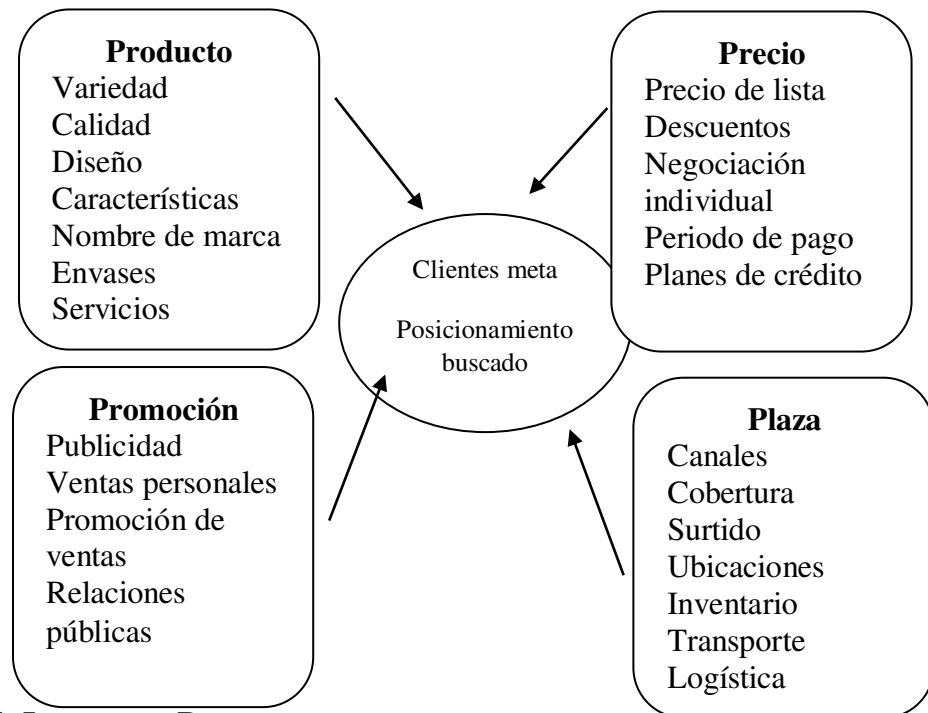 Producto
Variedad
Calidad
Diseño
Características
Nombre de marca
Envases
Servicios
Precio
Precio de lista
Descuentos
Negociación
individual
Periodo de pago
Planes de crédito
Clientes meta
Posicionamiento
buscado
Promoción
Publicidad
Ventas personales
Promoción de
ventas
Relaciones
públicas
Plaza
Canales
Cobertura
Surtido
Ubicaciones
Inventario
Transporte
Logística